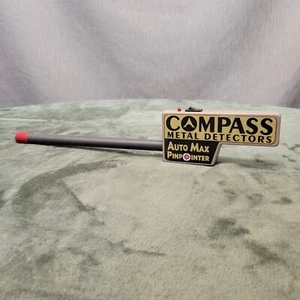 COMPASS
METAL DETECTORS
AUTO MAX
PINPOINTER